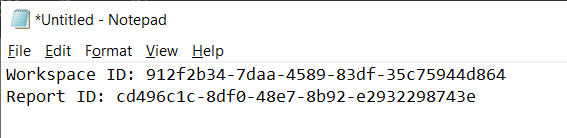 *Untitled - Notepad
File Edit Format View Help
Workspace ID: 912f2b34-7daa-4589-83df-35c75944d864
Report ID: cd496c1c-8df0-48e7-8b92-e2932298743e